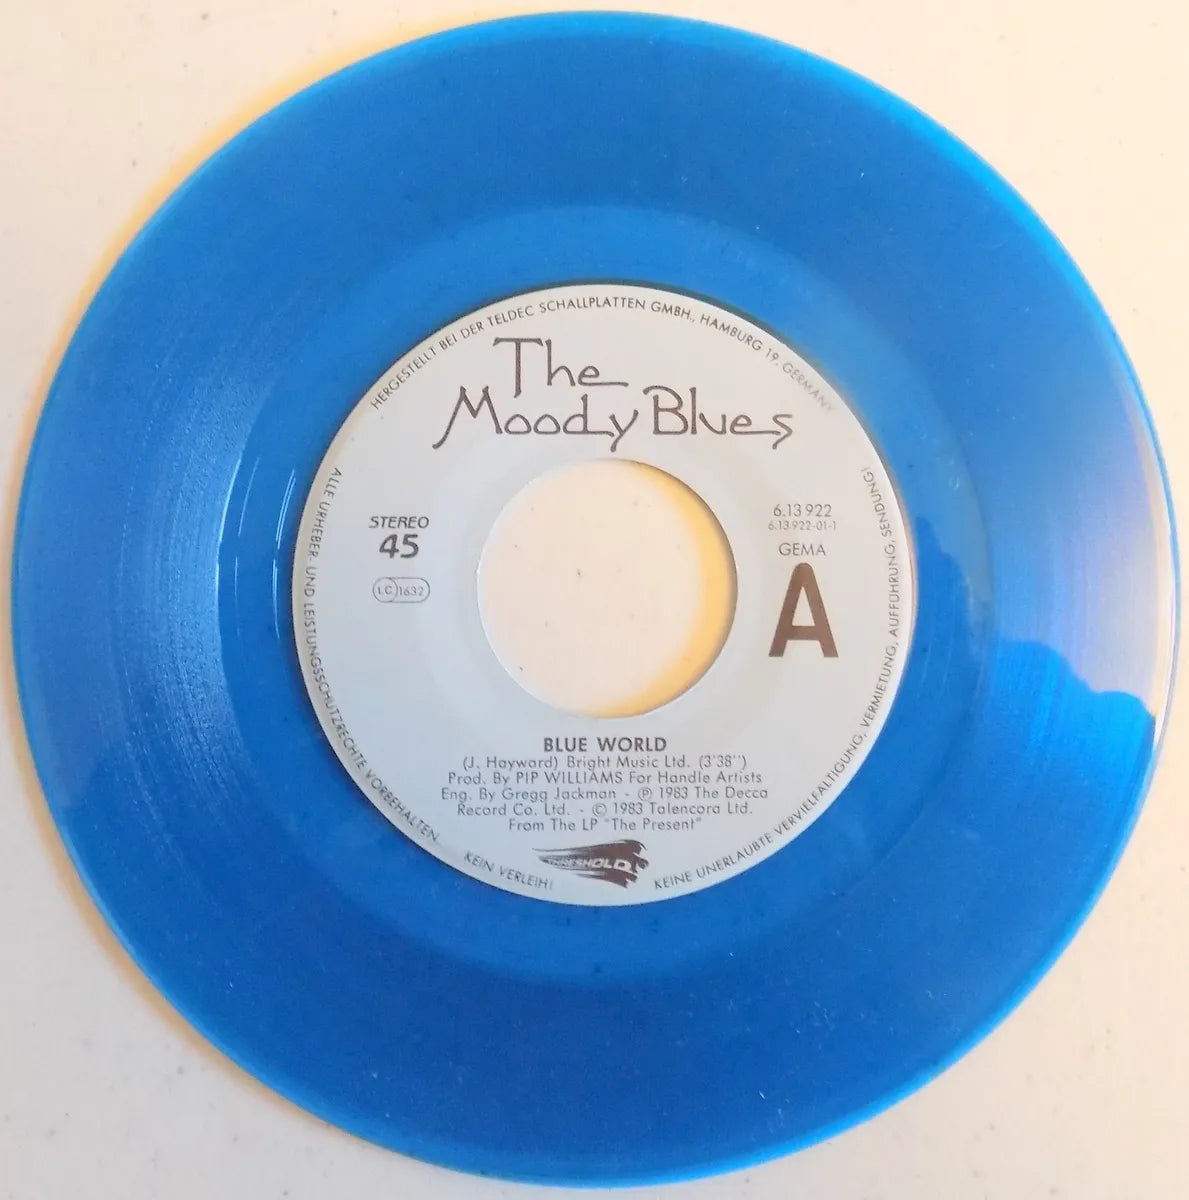 HERGESTELLT BEI DER TELDEC SCHALLPLATTEN GMBH., HAMBURG 19, GERMANY
The
Moody Blues
STEREO
45
LC 1632
6.13 922
6.13 922-01-1
GEMA
A
BLUE WORLD
(J. Hayward) Bright Music Ltd. (3'38'')
Prod. By PIP WILLIAMS For Handle Artists
Eng. By Gregg Jackman - ℗ 1983 The Decca
Record Co. Ltd. - © 1983 Talencora Ltd.
From The LP "The Present"
THRESHOLD
ALLE URHEBER- UND LEISTUNGSSCHUTZRECHTE VORBEHALTEN.
KEIN VERLEIH!
KEINE UNERLAUBTE VERVIELFÄLTIGUNG, VERMIETUNG, AUFFÜHRUNG, SENDUNG!